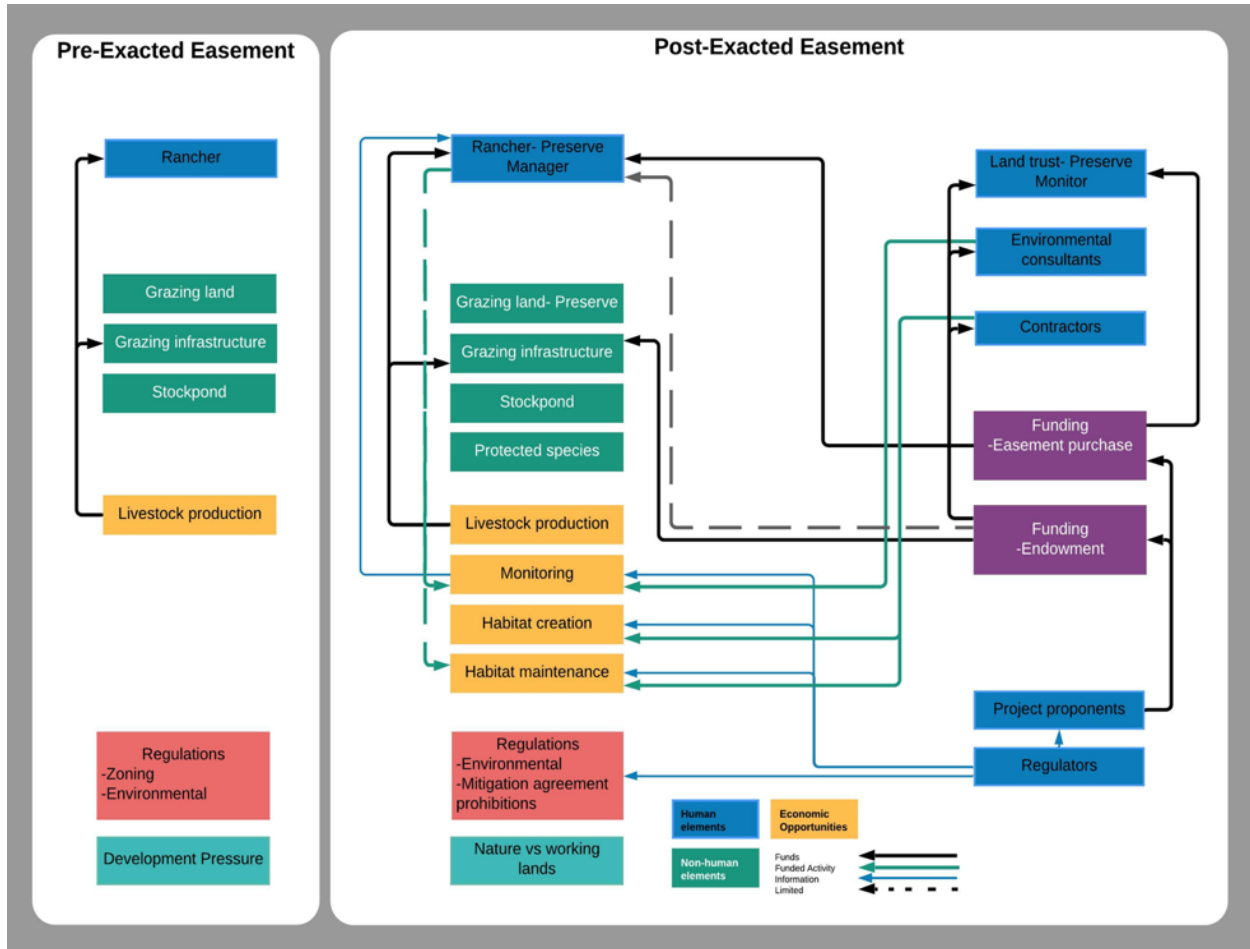 Pre-Exacted Easement
Rancher
Grazing land
Grazing infrastructure
Stockpond
Livestock production
Regulations
-Zoning
-Environmental
Development Pressure
Post-Exacted Easement
Rancher- Preserve
Manager
Grazing land- Preserve
Grazing infrastructure
Stockpond
Protected species
Livestock production
Monitoring
Habitat creation
Habitat maintenance
Regulations
-Environmental
-Mitigation agreement
prohibitions
Nature vs working
lands
Land trust- Preserve
Monitor
Environmental
consultants
Contractors
Funding
-Easement purchase
Funding
-Endowment
Project proponents
Regulators
Human
elements
Economic
Opportunities
Non-human
elements
Funds
Funded Activity
Information
Limited